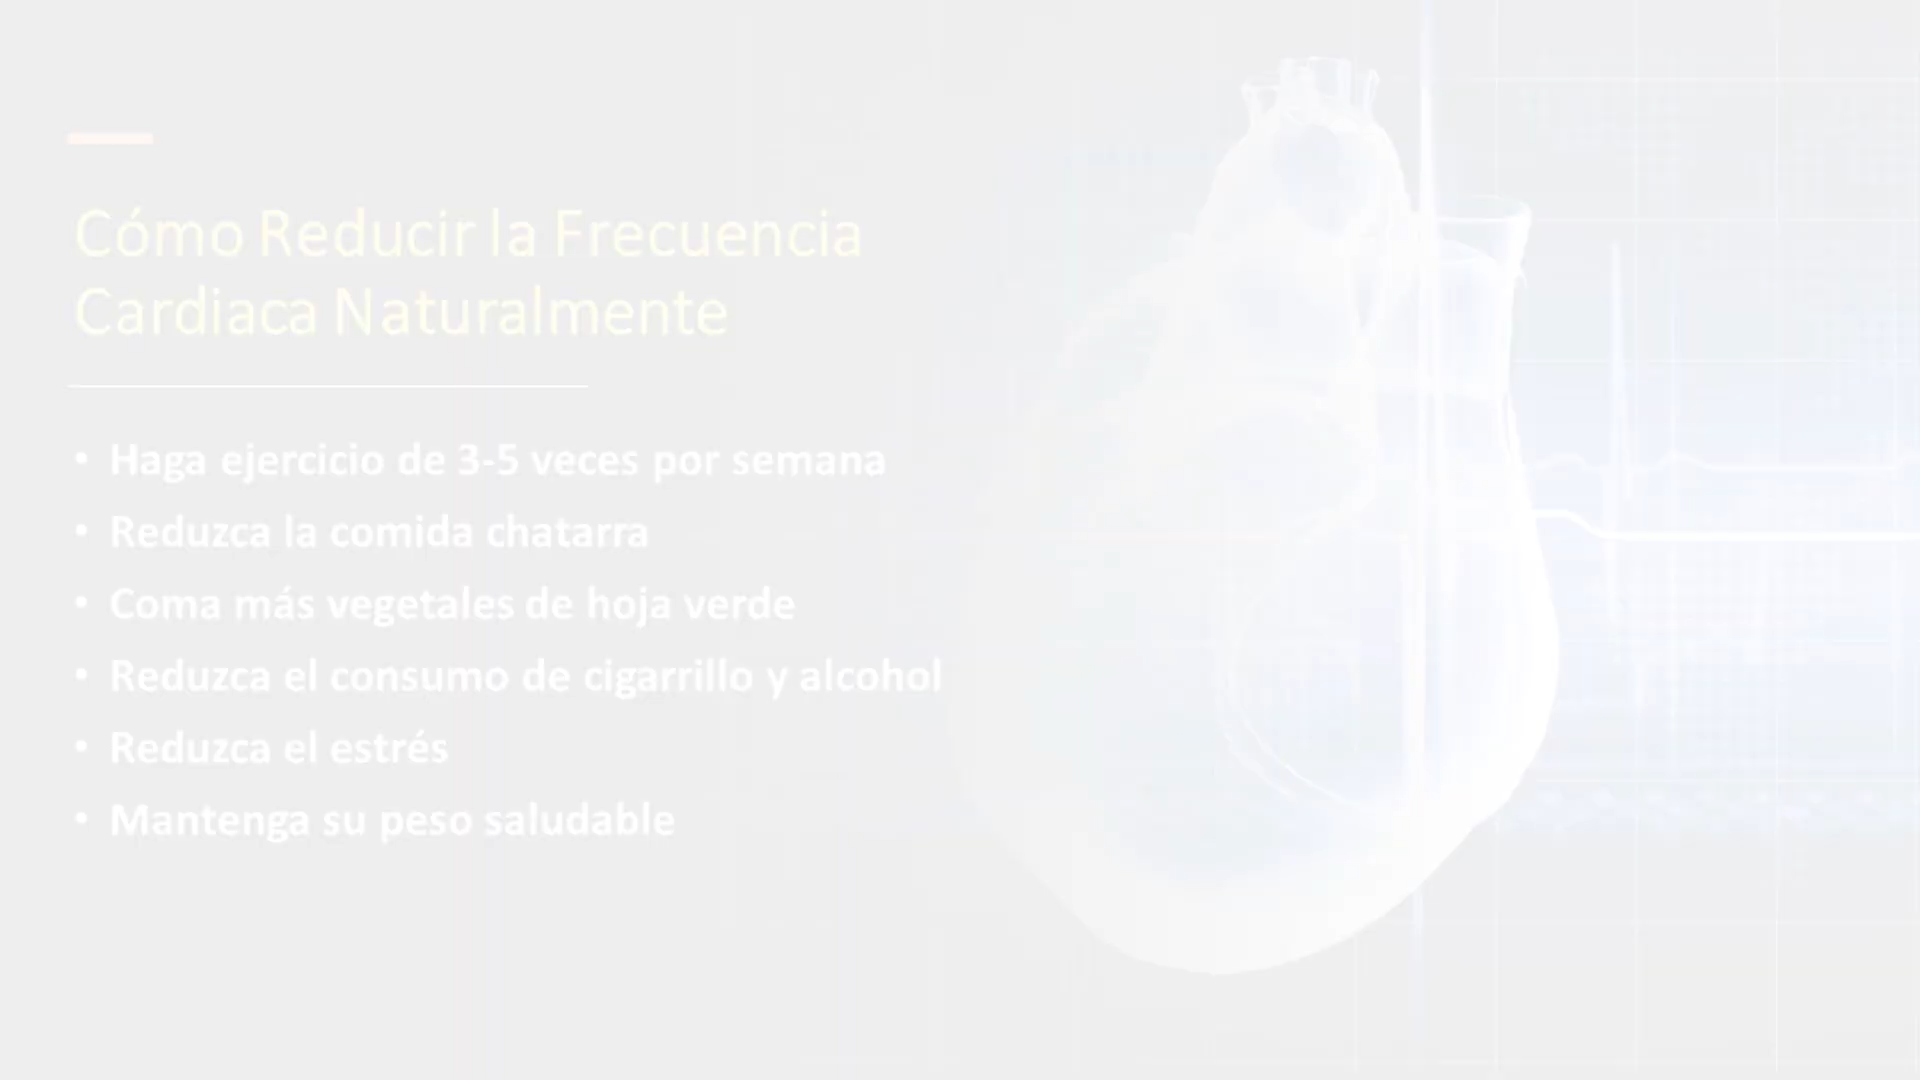 Cómo Reducir la Frecuencia
Cardiaca Naturalmente
• Haga ejercicio de 3-5 veces por semana
• Reduzca la comida chatarra
• Coma más vegetales de hoja verde
• Reduzca el consumo de cigarrillo y alcohol
• Reduzca el estrés
• Mantenga su peso saludable